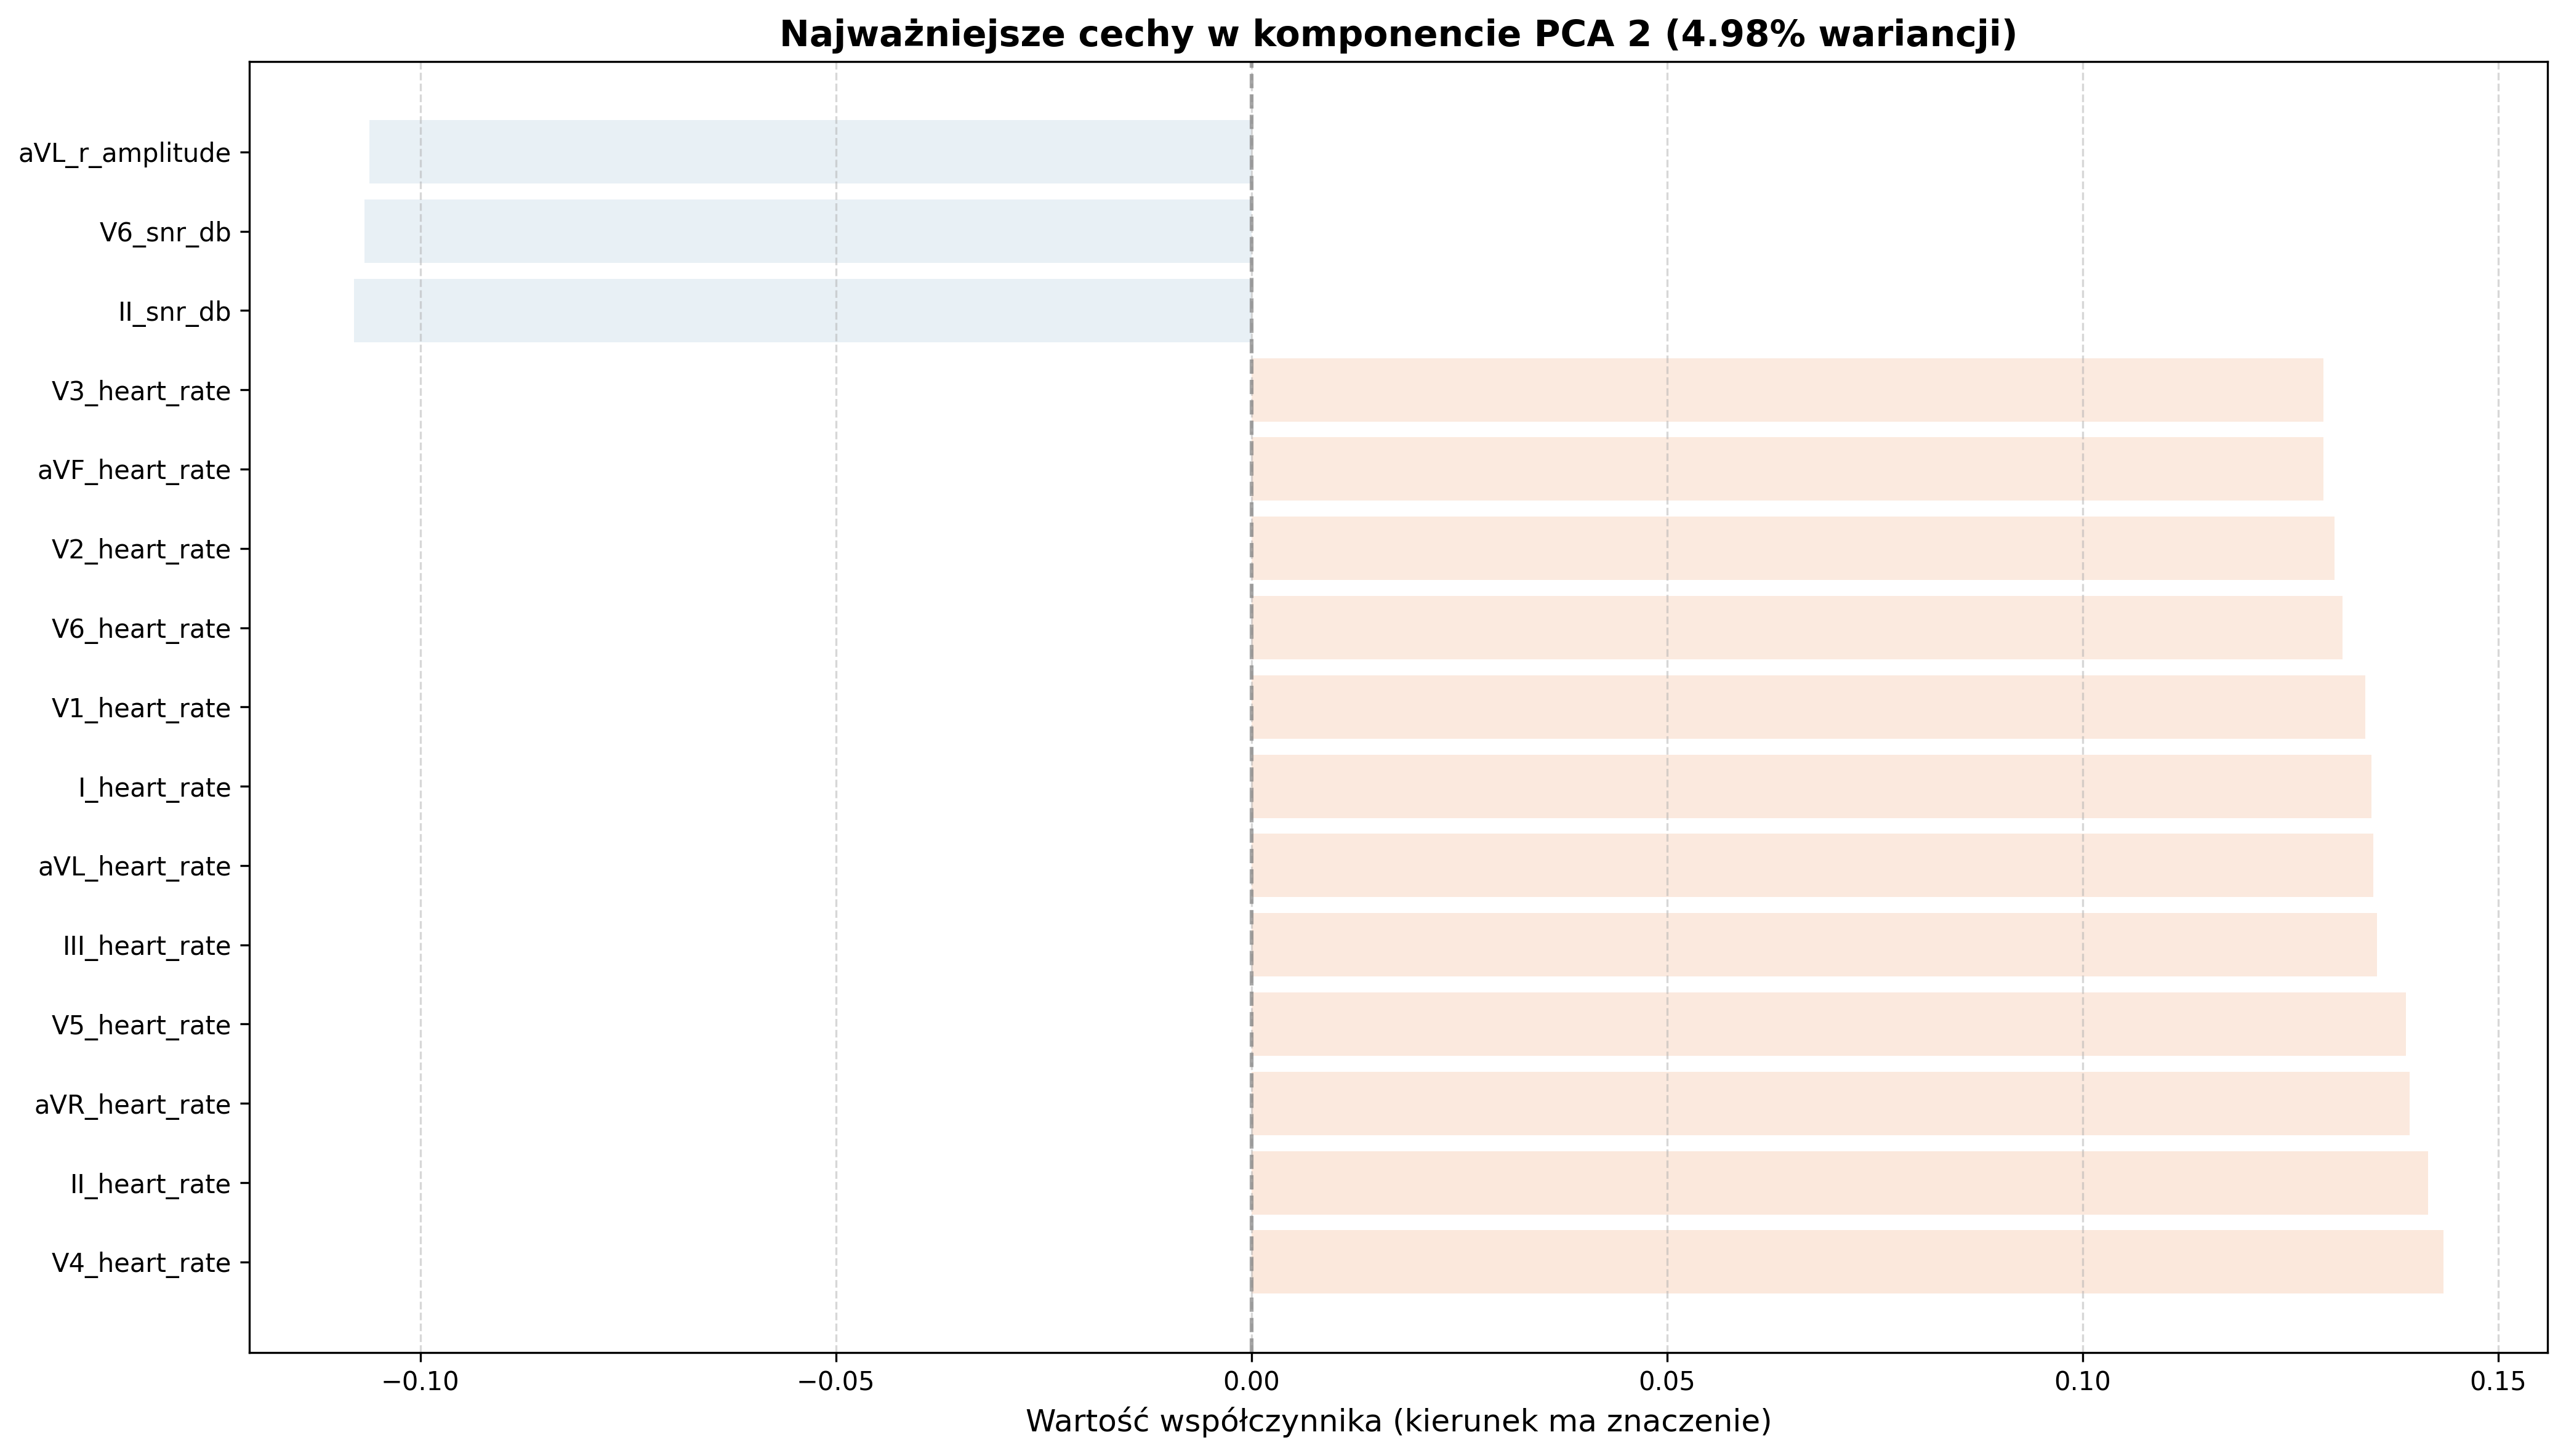 Najważniejsze cechy w komponencie PCA 2 (4.98% wariancji)
aVL_r_amplitude
V6_snr_db
II_snr_db
V3_heart_rate
aVF_heart_rate
V2_heart_rate
V6_heart_rate
V1_heart_rate
I_heart_rate
aVL_heart_rate
III_heart_rate
V5_heart_rate
aVR_heart_rate
II_heart_rate
V4_heart_rate
−0.10 −0.05 0.00 0.05 0.10 0.15
Wartość współczynnika (kierunek ma znaczenie)